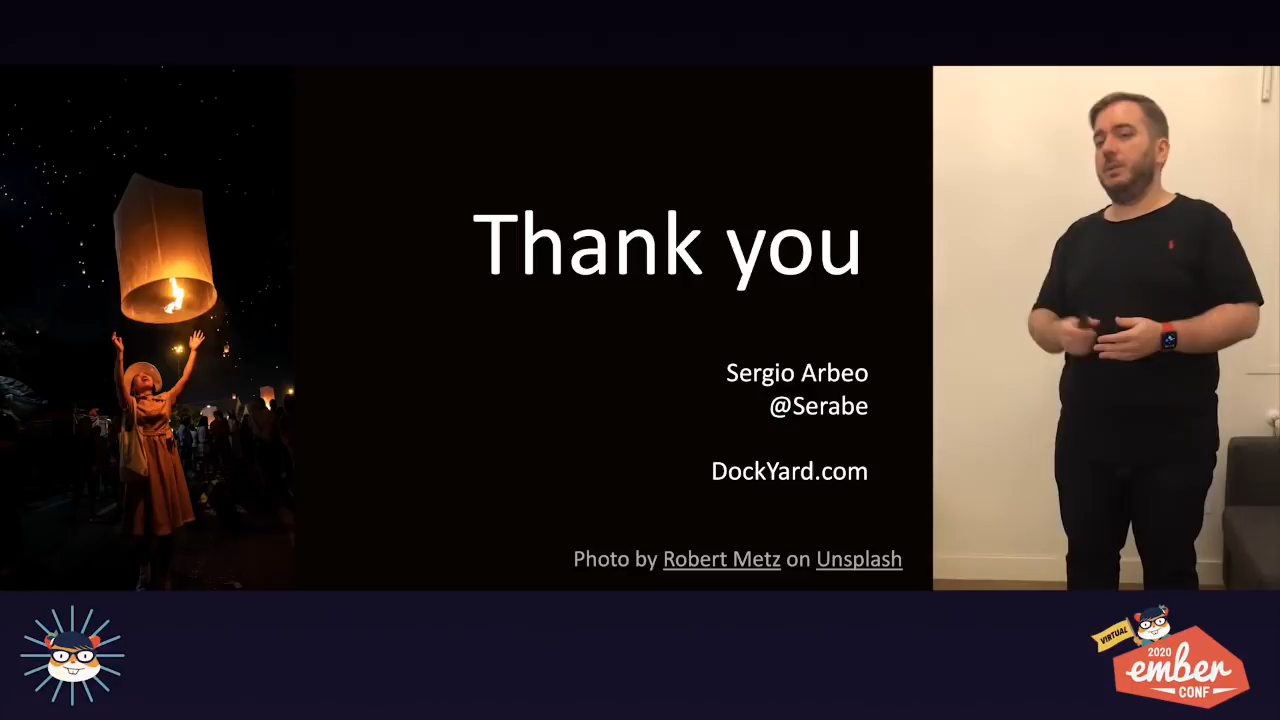 Thank you
Sergio Arbeo
@Serabe
DockYard.com
Photo by Robert Metz on Unsplash
VIRTUAL
2020
ember
CONF